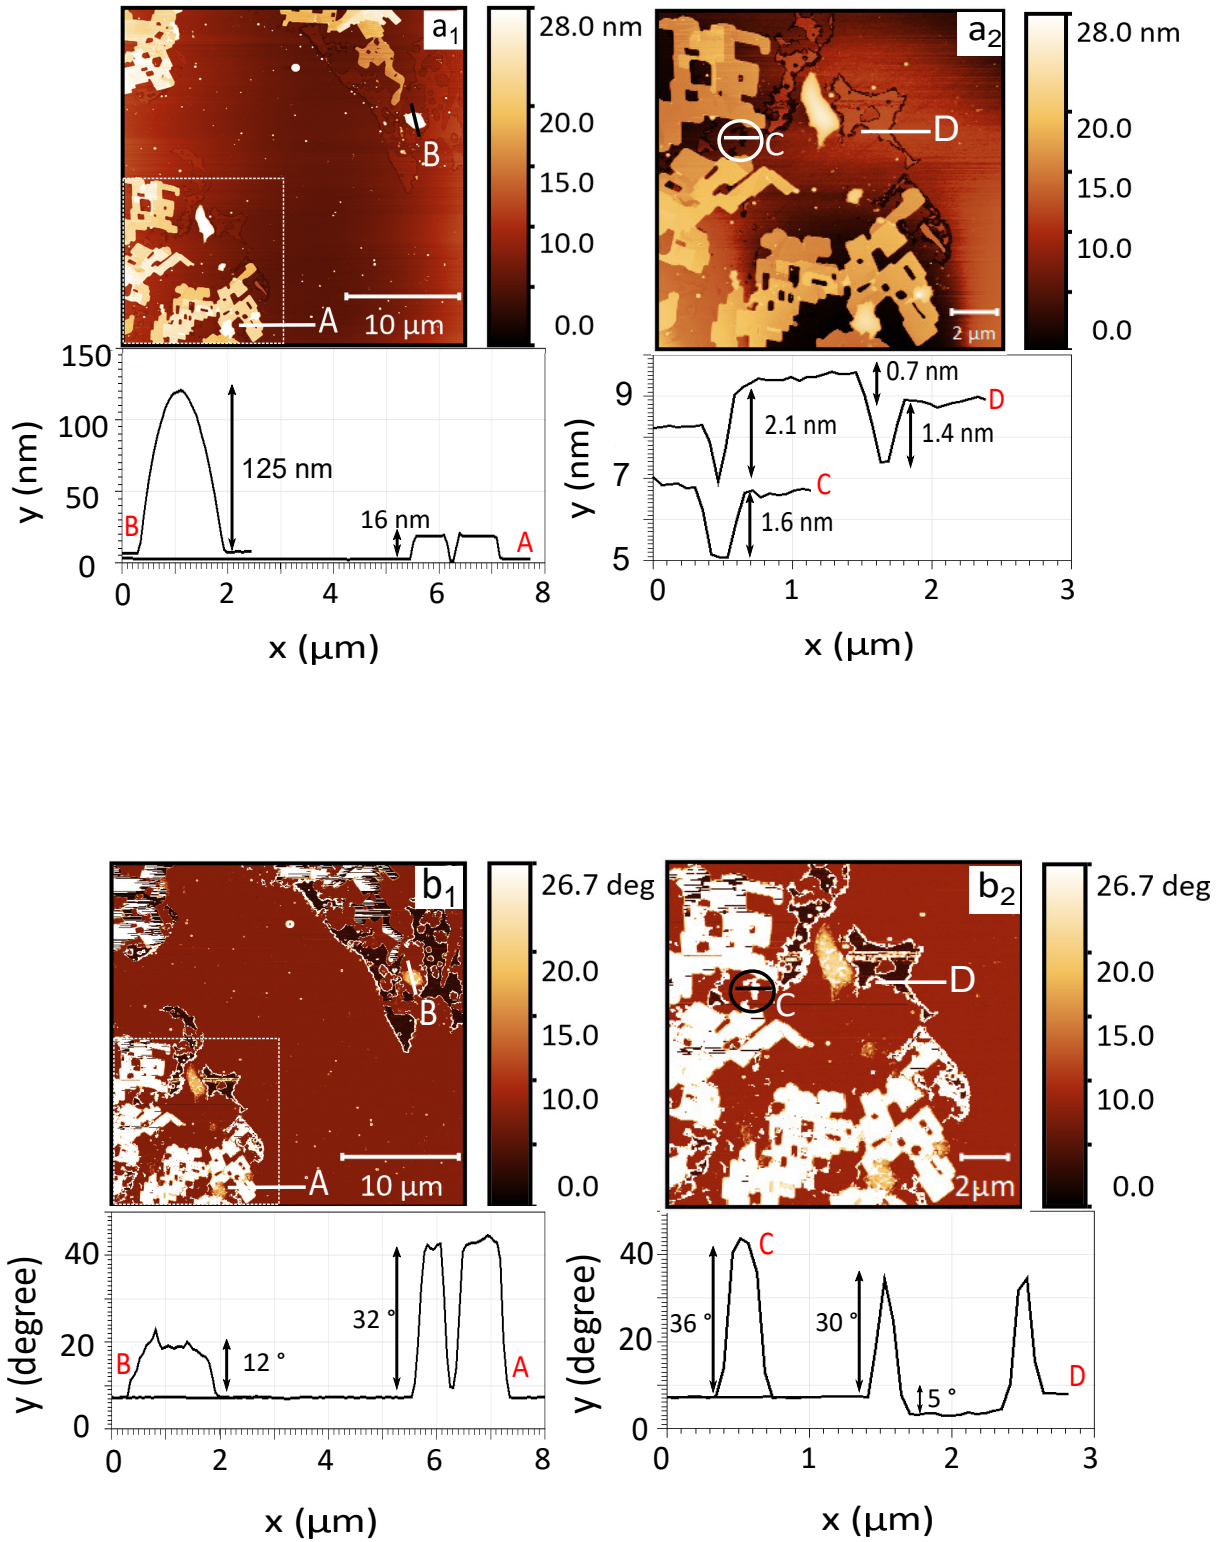 a1
28.0 nm
20.0
15.0
10.0
0.0
B
A
10 µm
a2
28.0 nm
20.0
15.0
10.0
0.0
C
D
2 µm
150
100
50
0
y (nm)
B
125 nm
16 nm
A
0 2 4 6 8
x (µm)
9
7
5
y (nm)
0.7 nm
D
2.1 nm
1.4 nm
C
1.6 nm
0 1 2 3
x (µm)
b1
26.7 deg
20.0
15.0
10.0
0.0
B
A
10 µm
b2
26.7 deg
20.0
15.0
10.0
0.0
C
D
2µm
40
20
0
y (degree)
B
12 °
32 °
A
0 2 4 6 8
x (µm)
40
20
0
y (degree)
C
36 °
30 °
5 °
D
0 1 2 3
x (µm)